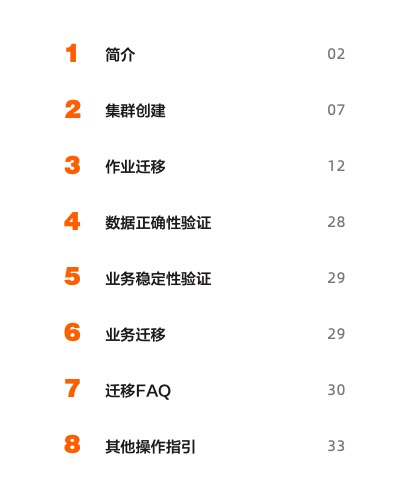 1 简介 02
2 集群创建 07
3 作业迁移 12
4 数据正确性验证 28
5 业务稳定性验证 29
6 业务迁移 29
7 迁移FAQ 30
8 其他操作指引 33